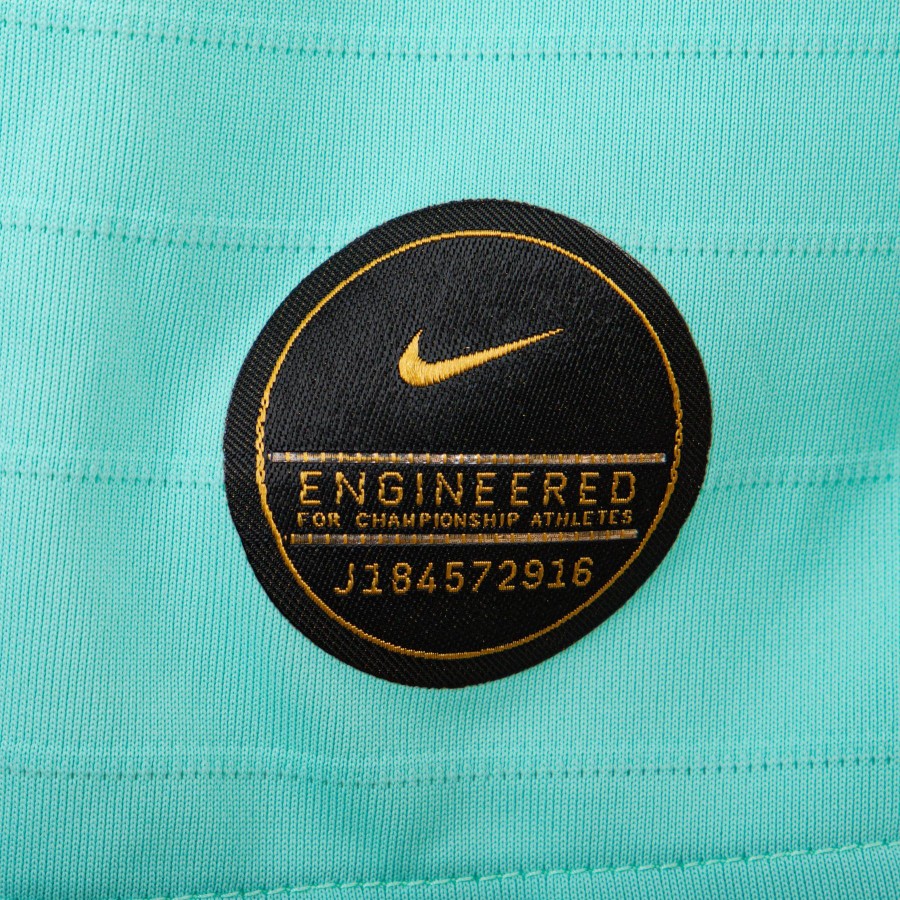 ENGINEERED
FOR CHAMPIONSHIP ATHLETES
J184572916